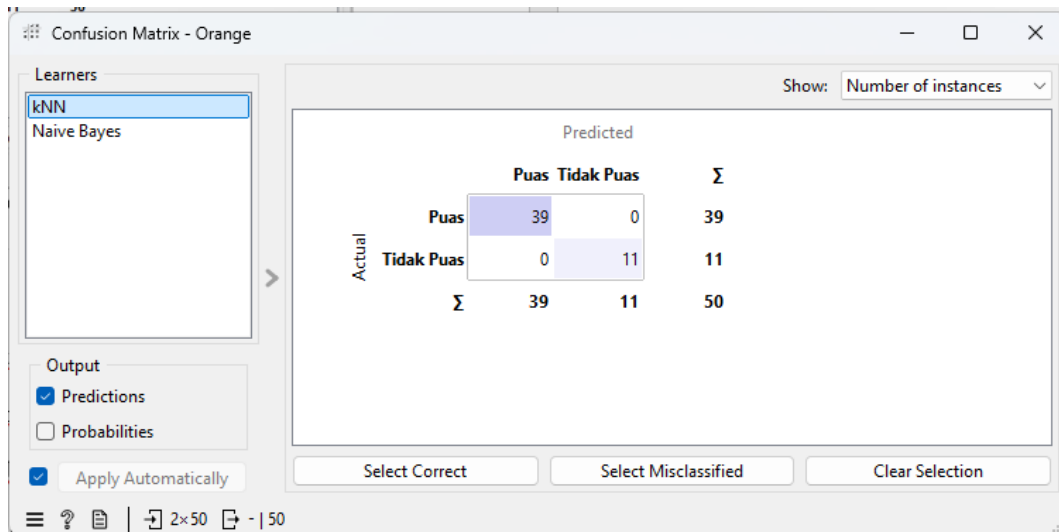 Confusion Matrix - Orange
Learners
kNN
Naive Bayes
Show: Number of instances
Predicted
Puas Tidak Puas Σ
Puas 39 0 39
Actual
Tidak Puas 0 11 11
Σ 39 11 50
Output
Predictions
Probabilities
Apply Automatically
Select Correct Select Misclassified Clear Selection
2×50 - | 50